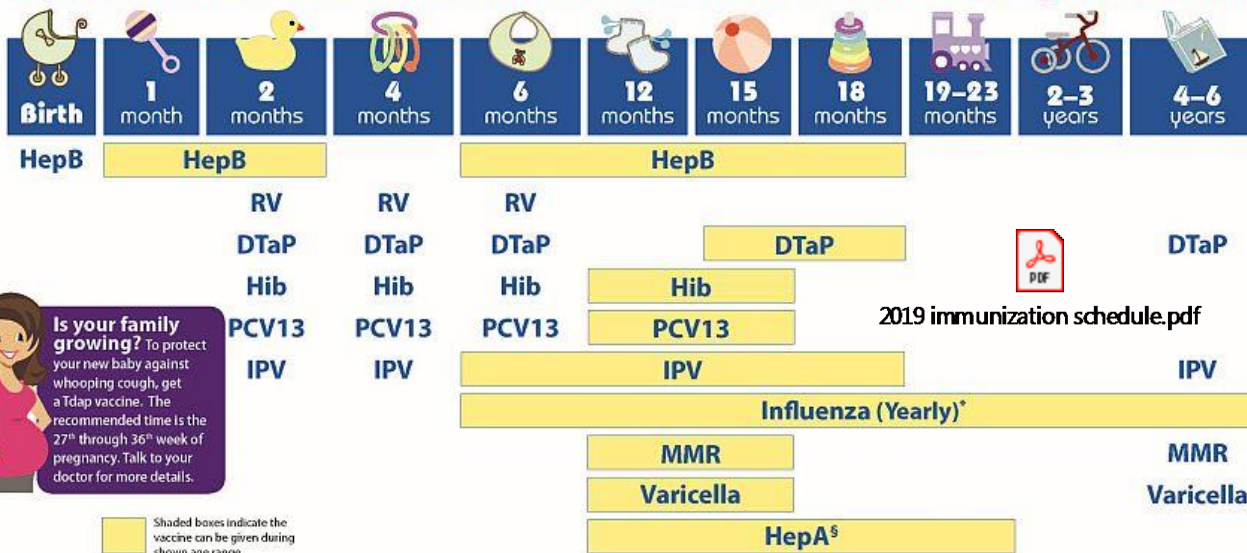 Birth
1 month
2 months
4 months
6 months
12 months
15 months
18 months
19–23 months
2–3 years
4–6 years
HepB HepB HepB
RV RV RV
DTaP DTaP DTaP DTaP DTaP
Hib Hib Hib Hib
PCV13 PCV13 PCV13 PCV13
IPV IPV IPV IPV
Influenza (Yearly)*
MMR MMR
Varicella Varicella
HepA§
PDF
2019 immunization schedule.pdf
Is your family
growing? To protect
your new baby against
whooping cough, get
a Tdap vaccine. The
recommended time is the
27th through 36th week of
pregnancy. Talk to your
doctor for more details.
Shaded boxes indicate the
vaccine can be given during
shown age range.